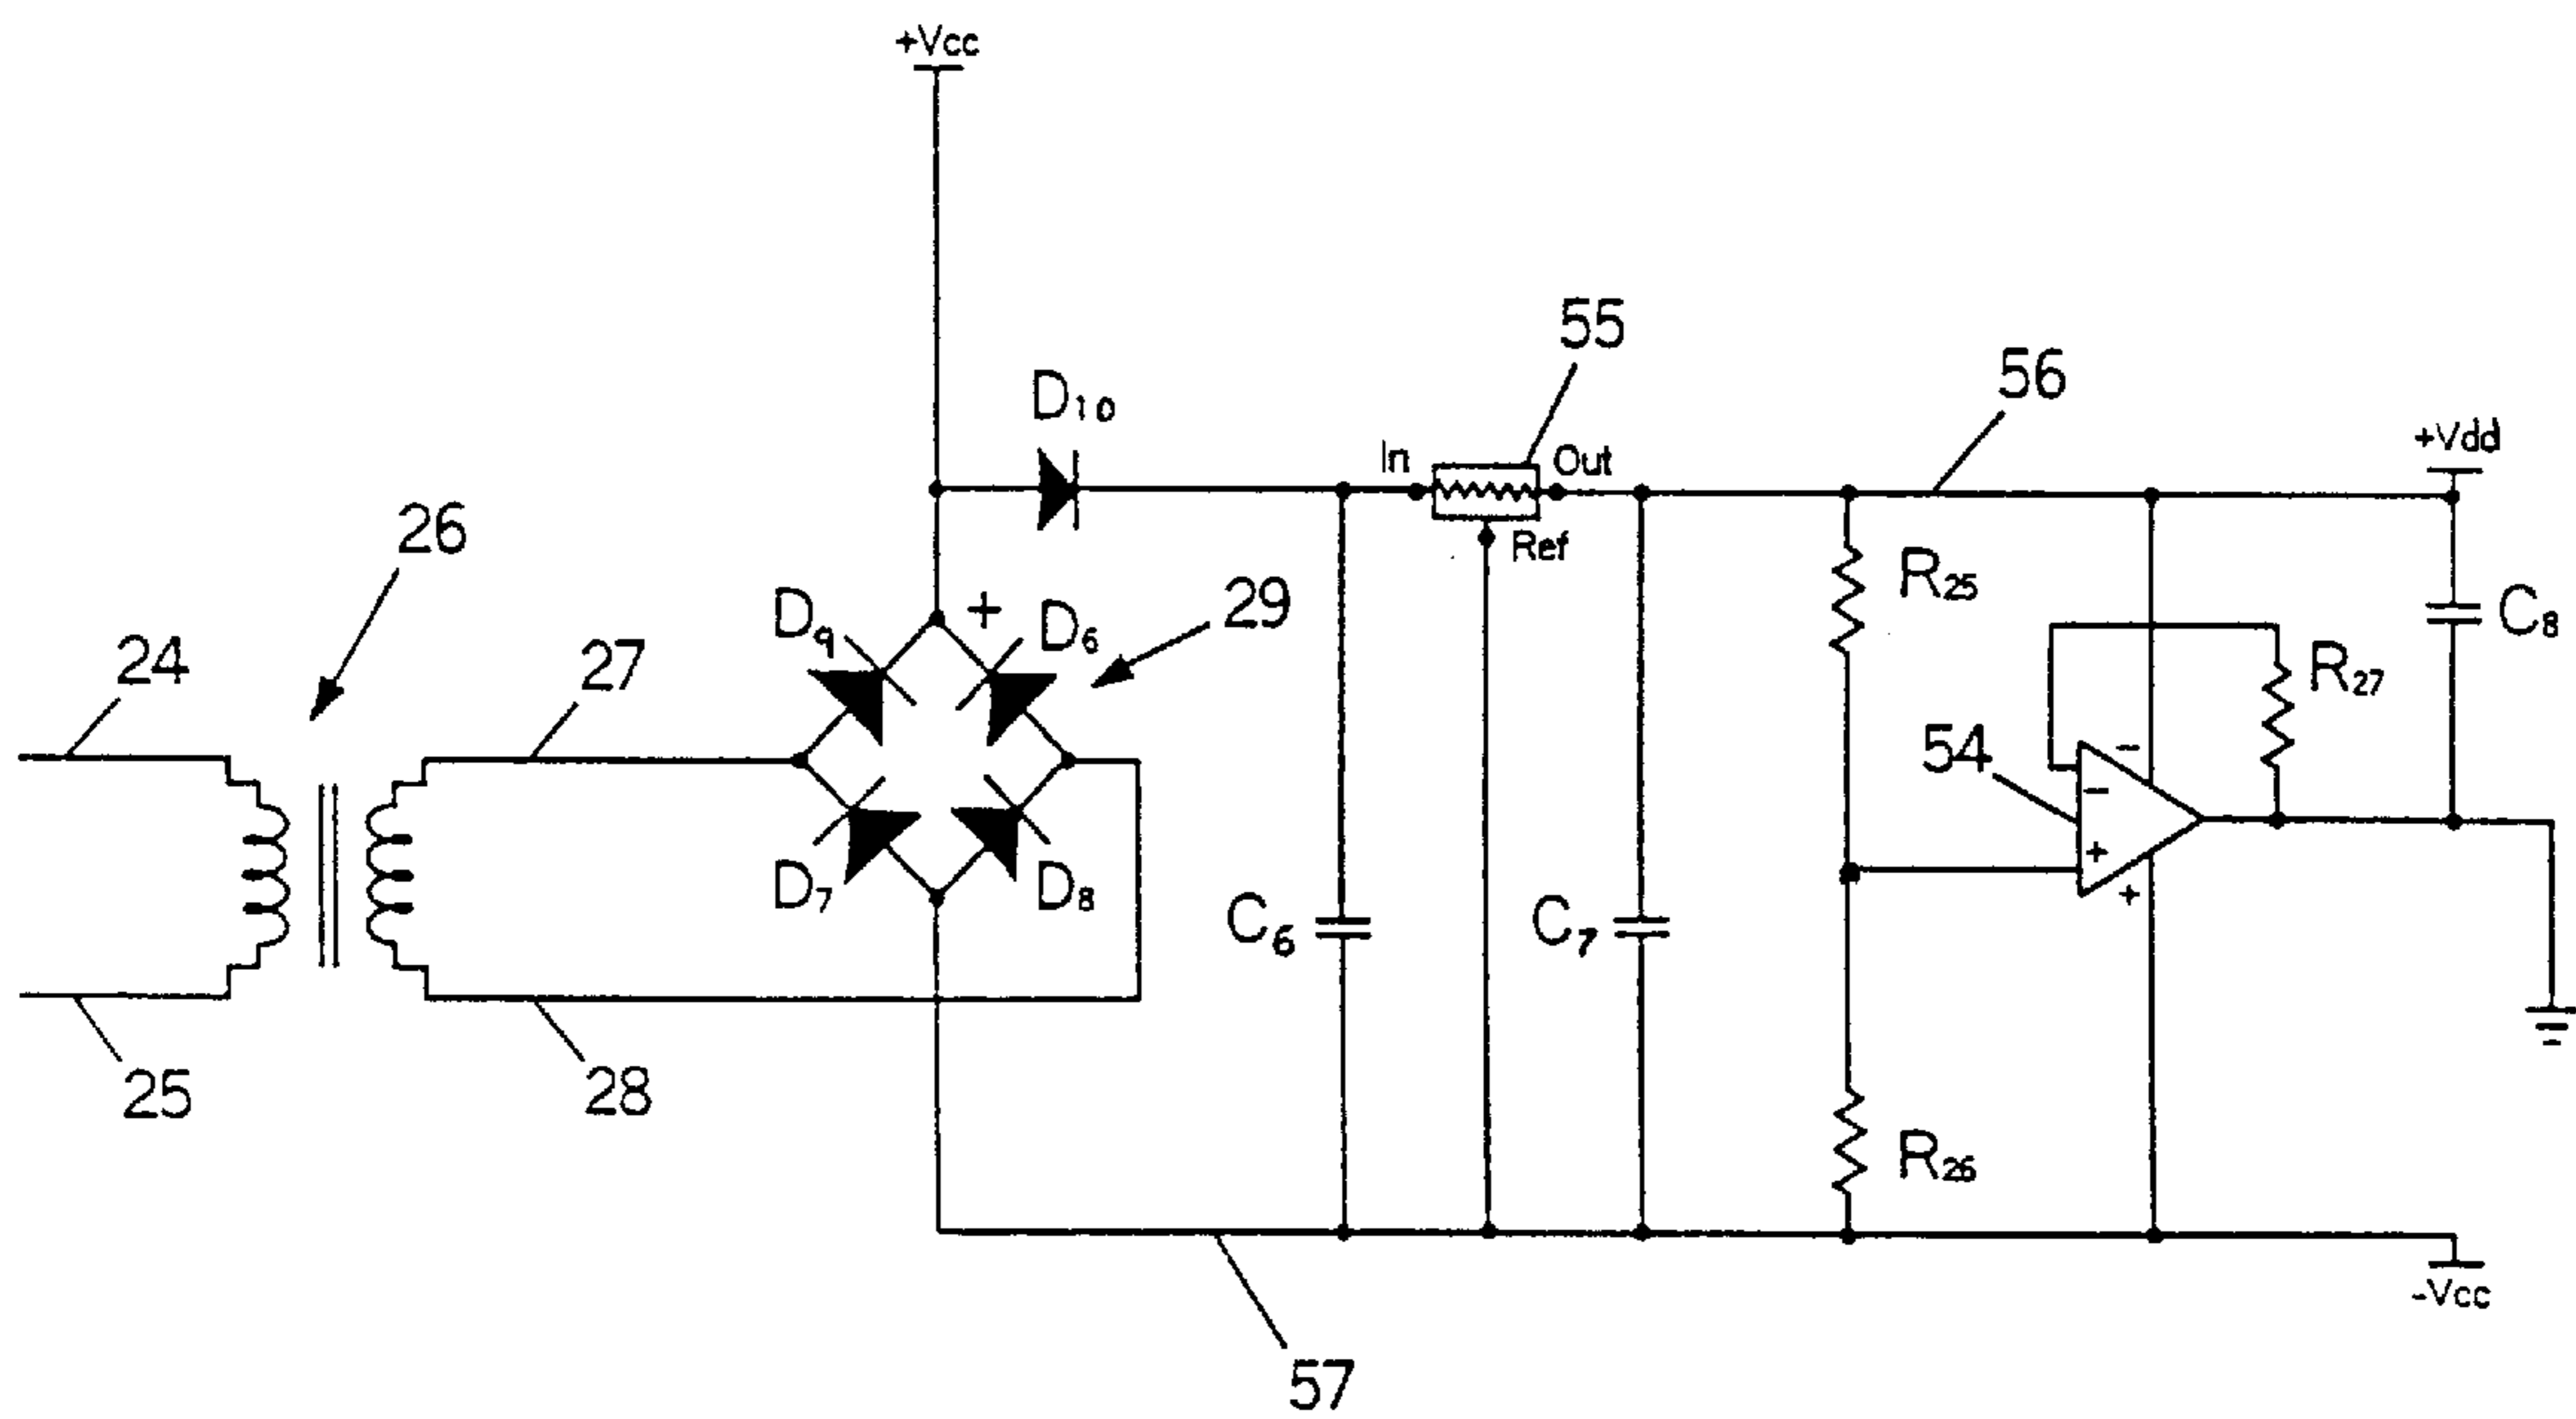 +Vcc
55
D10
56
In
Out
+Vdd
26
Ref
R25
D9
+
D6
29
C8
24
27
R27
54
−
−
+
+
D7
D8
C6
C7
25
28
R26
−Vcc
57